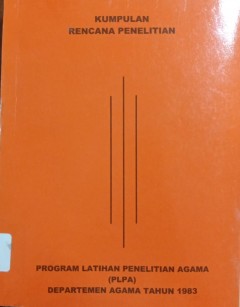 KUMPULAN
RENCANA PENELITIAN
PROGRAM LATIHAN PENELITIAN AGAMA
(PLPA)
DEPARTEMEN AGAMA TAHUN 1983